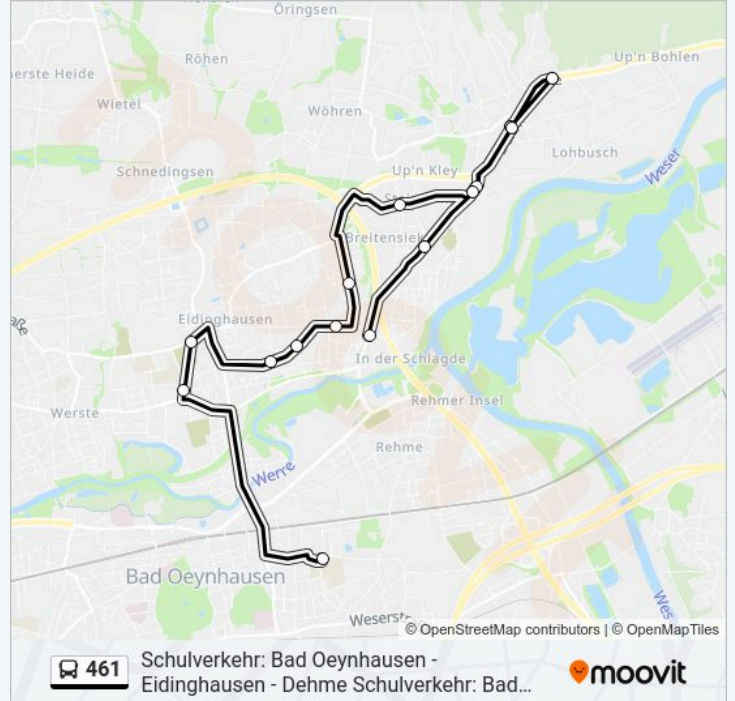 Öringsen
Up'n Bohlen
Röhen
erste Heide
Wietel
Wöhren
Lohbusch
Up'n Kley
Schnedingsen
Weser
Breitensiek
Eidinghausen
aße
In der Schlagde
Rehmer Insel
Werste
Rehme
Werre
Bad Oeynhausen
Weserst
Wes
© OpenStreetMap contributors | © OpenMapTiles
461
Schulverkehr: Bad Oeynhausen -
Eidinghausen - Dehme Schulverkehr: Bad…
moovit